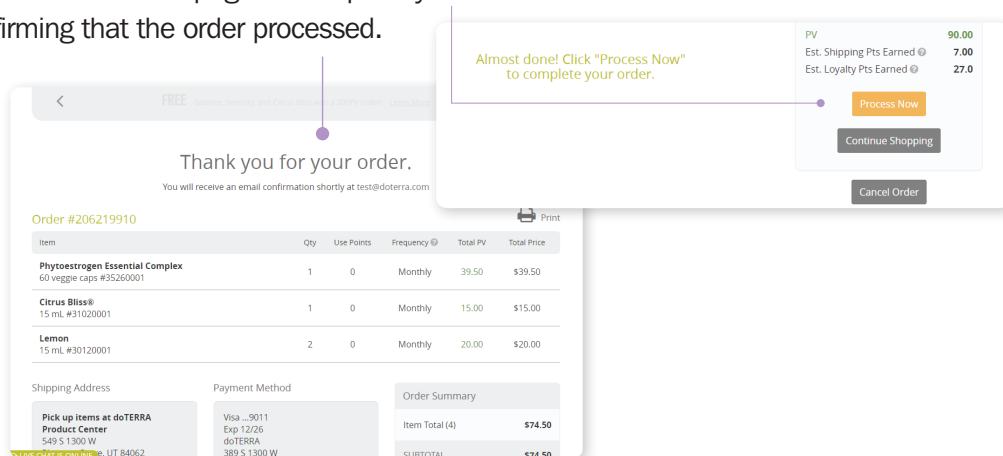 firming that the order processed.
Almost done! Click "Process Now"
to complete your order.
PV 90.00
Est. Shipping Pts Earned 7.00
Est. Loyalty Pts Earned 27.0
Process Now
Continue Shopping
Cancel Order
FREE
Learn More
Thank you for your order.
You will receive an email confirmation shortly at test@doterra.com
Order #206219910
Print
Item Qty Use Points Frequency Total PV Total Price
Phytoestrogen Essential Complex
60 veggie caps #35260001
1 0 Monthly 39.50 $39.50
Citrus Bliss®
15 mL #31020001
1 0 Monthly 15.00 $15.00
Lemon
15 mL #30120001
2 0 Monthly 20.00 $20.00
Shipping Address
Pick up items at doTERRA
Product Center
549 S 1300 W
UT 84062
LIVE CHAT IS ONLINE
Payment Method
Visa ...9011
Exp 12/26
doTERRA
389 S 1300 W
Order Summary
Item Total (4) $74.50
SUBTOTAL $74.50